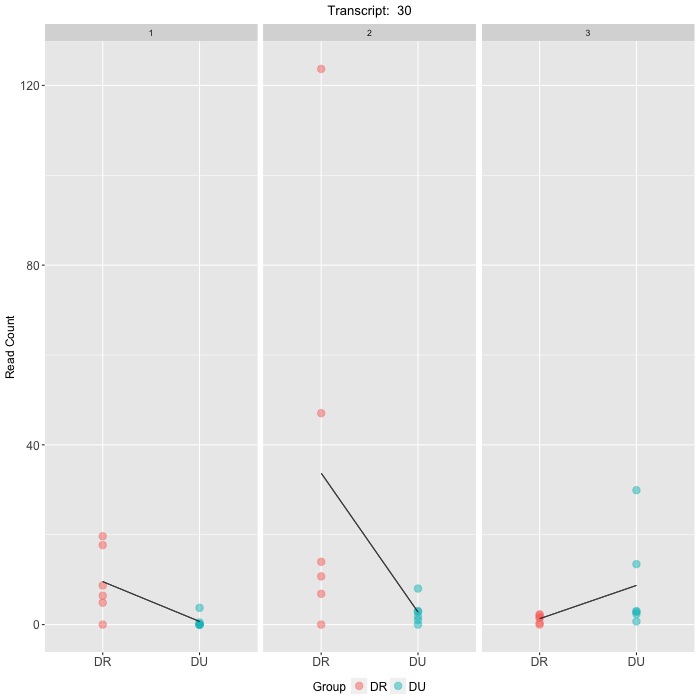 Transcript:  30
1 2 3
120
80
40
0
Read Count
DR DU DR DU DR DU
Group DR DU